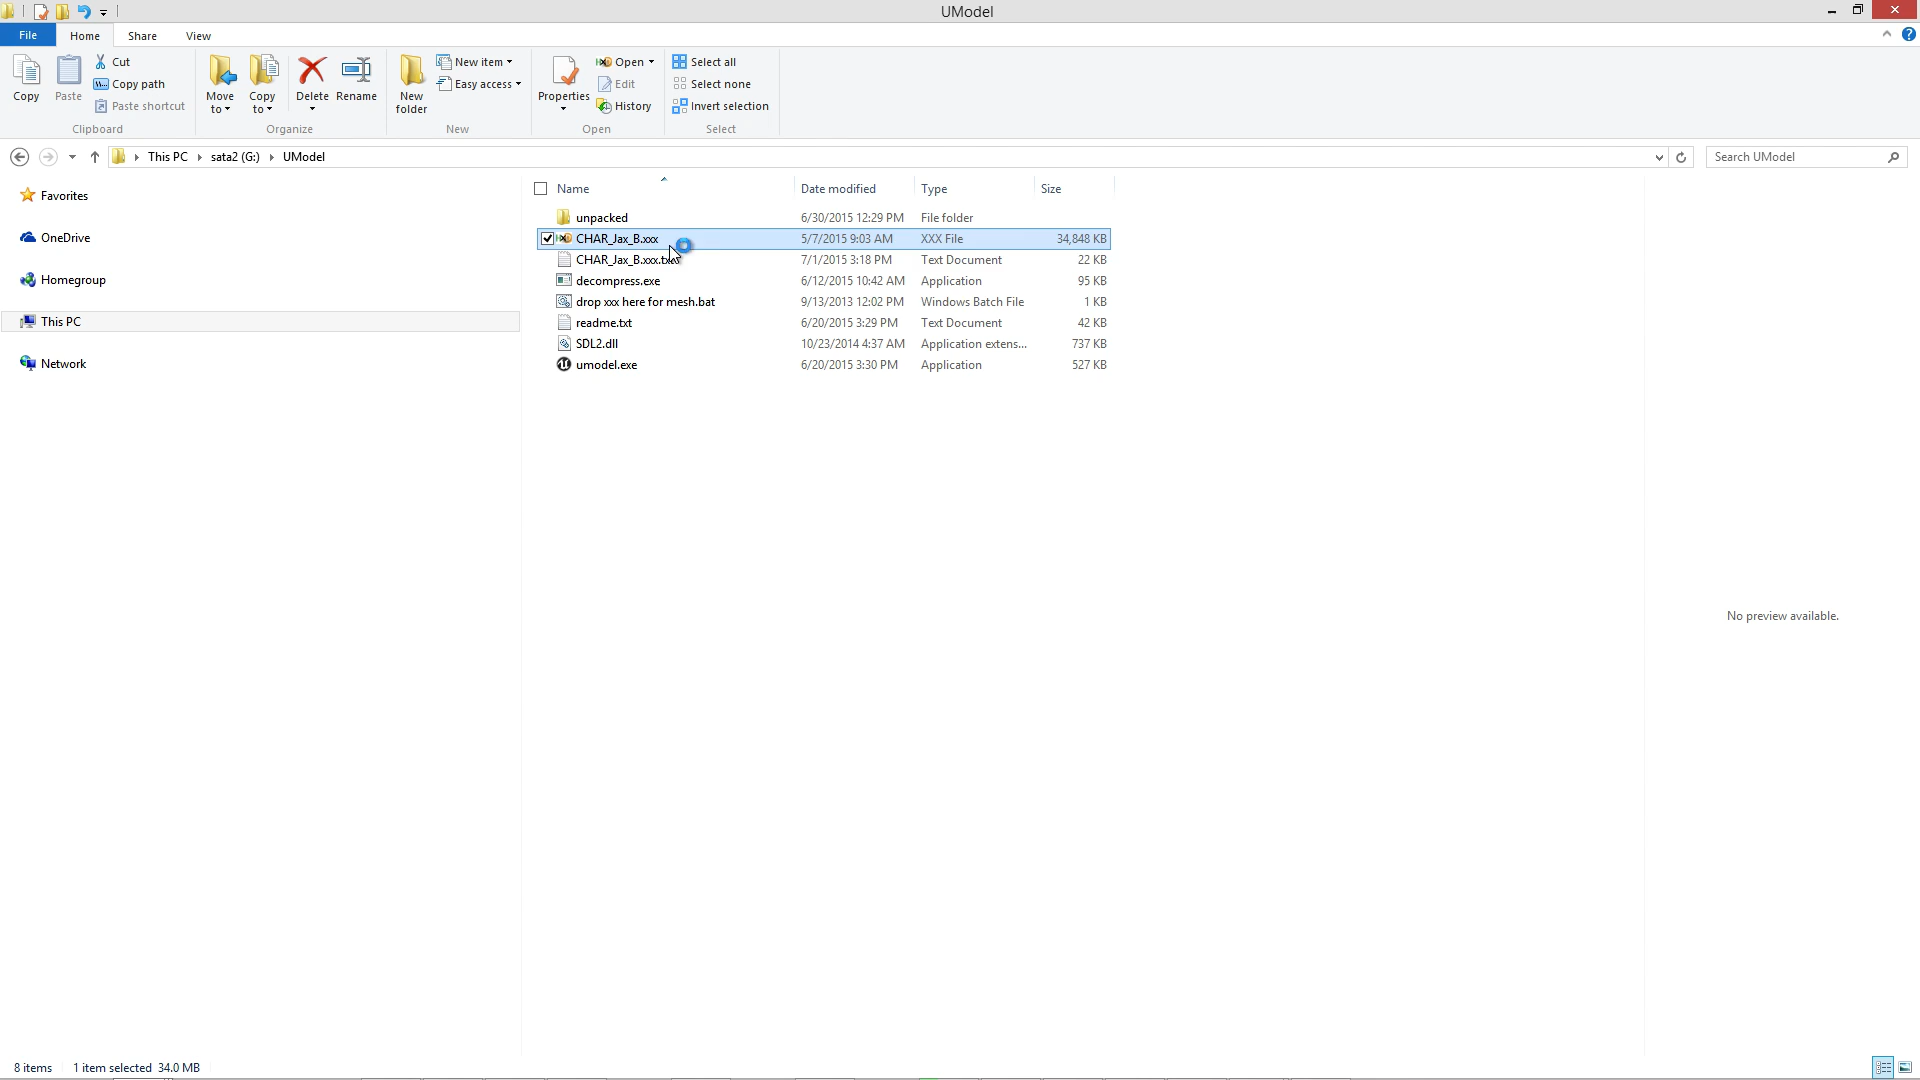 UModel
File Home Share View
Copy
Paste
Cut
Copy path
Paste shortcut
Clipboard
Move to
Copy to
Delete
Rename
Organize
New folder
New item
Easy access
New
Properties
Open
Edit
History
Open
Select all
Select none
Invert selection
Select
This PC sata2 (G:) UModel
Search UModel
Favorites
OneDrive
Homegroup
This PC
Network
Name Date modified Type Size
unpacked 6/30/2015 12:29 PM File folder
CHAR_Jax_B.xxx 5/7/2015 9:03 AM XXX File 34,848 KB
CHAR_Jax_B.xxx.txt 7/1/2015 3:18 PM Text Document 22 KB
decompress.exe 6/12/2015 10:42 AM Application 95 KB
drop xxx here for mesh.bat 9/13/2013 12:02 PM Windows Batch File 1 KB
readme.txt 6/20/2015 3:29 PM Text Document 42 KB
SDL2.dll 10/23/2014 4:37 AM Application extens... 737 KB
umodel.exe 6/20/2015 3:30 PM Application 527 KB
No preview available.
8 items 1 item selected 34.0 MB